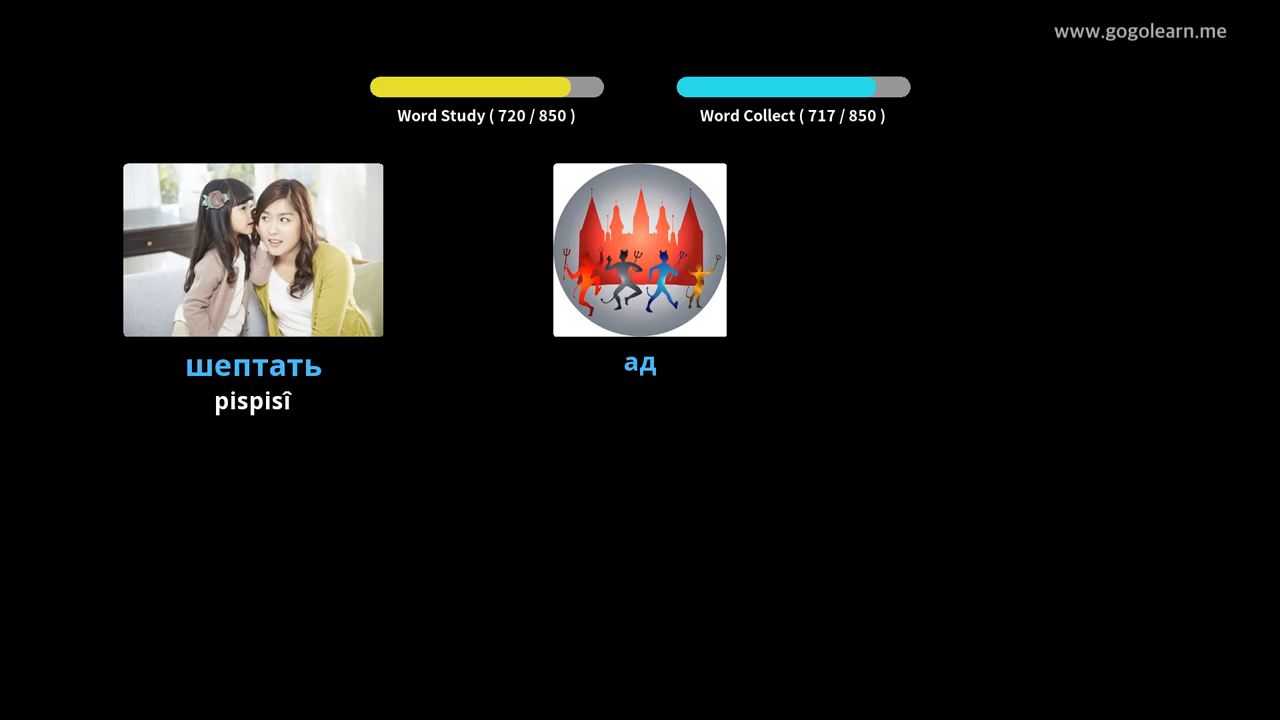 www.gogolearn.me
Word Study ( 720 / 850 )
Word Collect ( 717 / 850 )
шептать
pispisî
ад